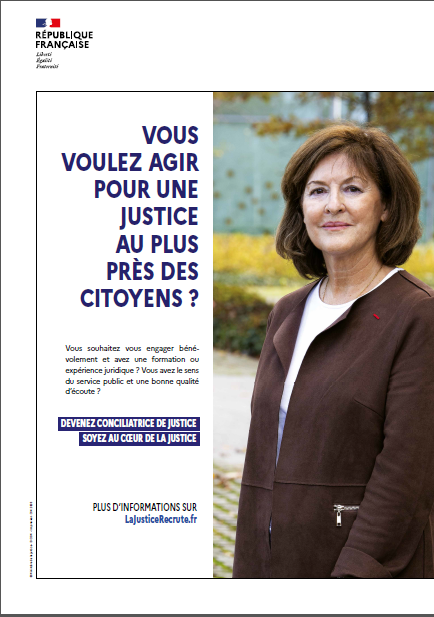 RÉPUBLIQUE
FRANÇAISE
Liberté
Égalité
Fraternité
VOUS
VOULEZ AGIR
POUR UNE
JUSTICE
AU PLUS
PRÈS DES
CITOYENS ?
Vous souhaitez vous engager béné-
volement et avez une formation ou
expérience juridique ? Vous avez le sens
du service public et une bonne qualité
d’écoute ?
DEVENEZ CONCILIATRICE DE JUSTICE
SOYEZ AU CŒUR DE LA JUSTICE
PLUS D’INFORMATIONS SUR
LaJusticeRecrute.fr